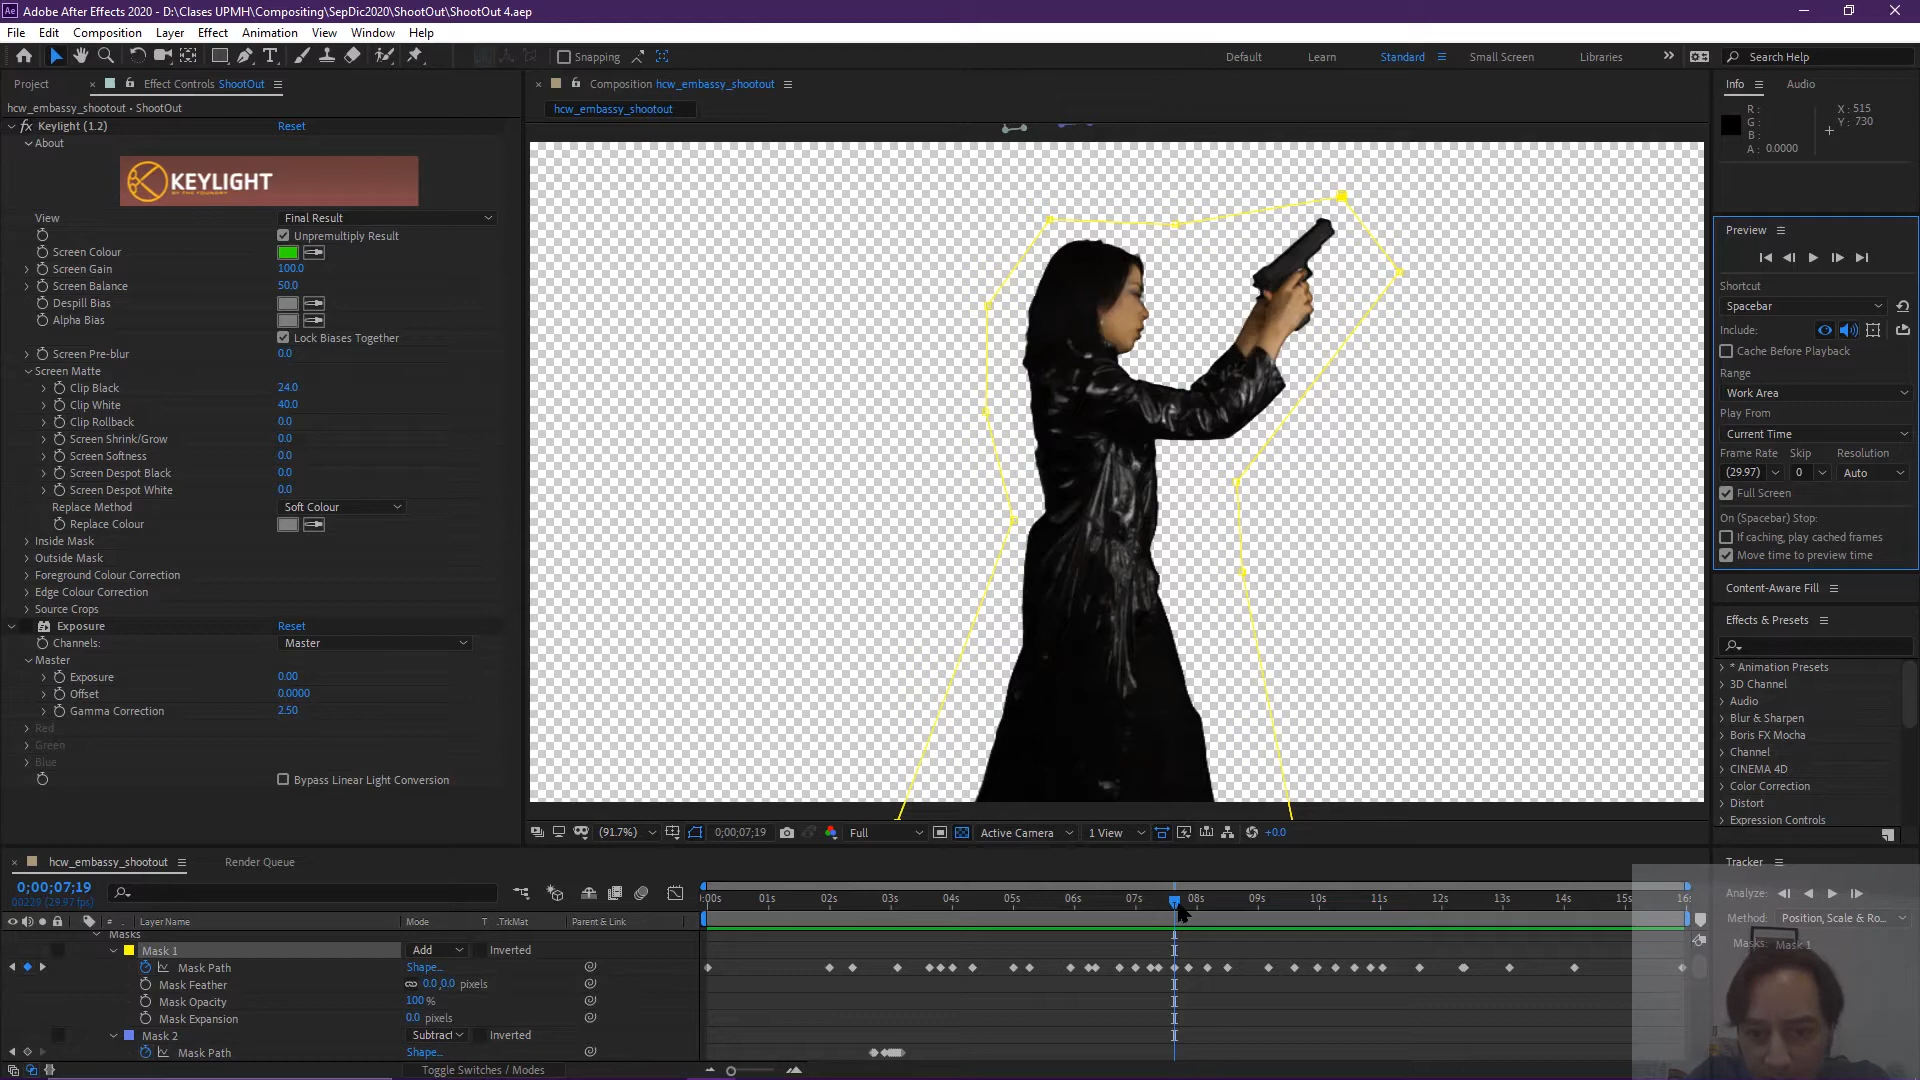 Ae Adobe After Effects 2020 - D:\Clases UPMH\Compositing\SepDic2020\ShootOut\ShootOut 4.aep
File Edit Composition Layer Effect Animation View Window Help
Snapping Default Learn Standard Small Screen Libraries Search Help
Project Effect Controls ShootOut Composition hcw_embassy_shootout Info Audio
hcw_embassy_shootout • ShootOut
hcw_embassy_shootout
R:
G:
B:
A: 0.0000
X: 515
Y: 730
fx Keylight (1.2) Reset
About
KEYLIGHT
View Final Result
Unpremultiply Result
Screen Colour
Screen Gain 100.0
Screen Balance 50.0
Despill Bias
Alpha Bias
Lock Biases Together
Screen Pre-blur 0.0
Screen Matte
Clip Black 24.0
Clip White 40.0
Clip Rollback 0.0
Screen Shrink/Grow 0.0
Screen Softness 0.0
Screen Despot Black 0.0
Screen Despot White 0.0
Replace Method Soft Colour
Replace Colour
Inside Mask
Outside Mask
Foreground Colour Correction
Edge Colour Correction
Source Crops
Exposure Reset
Channels: Master
Master
Exposure 0.00
Offset 0.0000
Gamma Correction 2.50
Red
Green
Blue
Bypass Linear Light Conversion
Preview
Shortcut
Spacebar
Include:
Cache Before Playback
Range
Work Area
Play From
Current Time
Frame Rate Skip Resolution
(29.97) 0 Auto
Full Screen
On (Spacebar) Stop:
If caching, play cached frames
Move time to preview time
Content-Aware Fill
Effects & Presets
* Animation Presets
3D Channel
Audio
Blur & Sharpen
Boris FX Mocha
Channel
CINEMA 4D
Color Correction
Distort
Expression Controls
(91.7%) 0;00;07;19 Full Active Camera 1 View +0.0
hcw_embassy_shootout Render Queue
0;00;07;19
00229 (29.97 fps)
0:00s 01s 02s 03s 04s 05s 06s 07s 08s 09s 10s 11s 12s 13s 14s 15s 16s
# Layer Name Mode T .TrkMat Parent & Link
Masks
Mask 1 Add Inverted
Mask Path Shape...
Mask Feather 0.0,0.0 pixels
Mask Opacity 100 %
Mask Expansion 0.0 pixels
Mask 2 Subtract Inverted
Mask Path Shape...
Toggle Switches / Modes
Tracker
Analyze:
Method: Position, Scale & Ro...
Masks: Mask 1